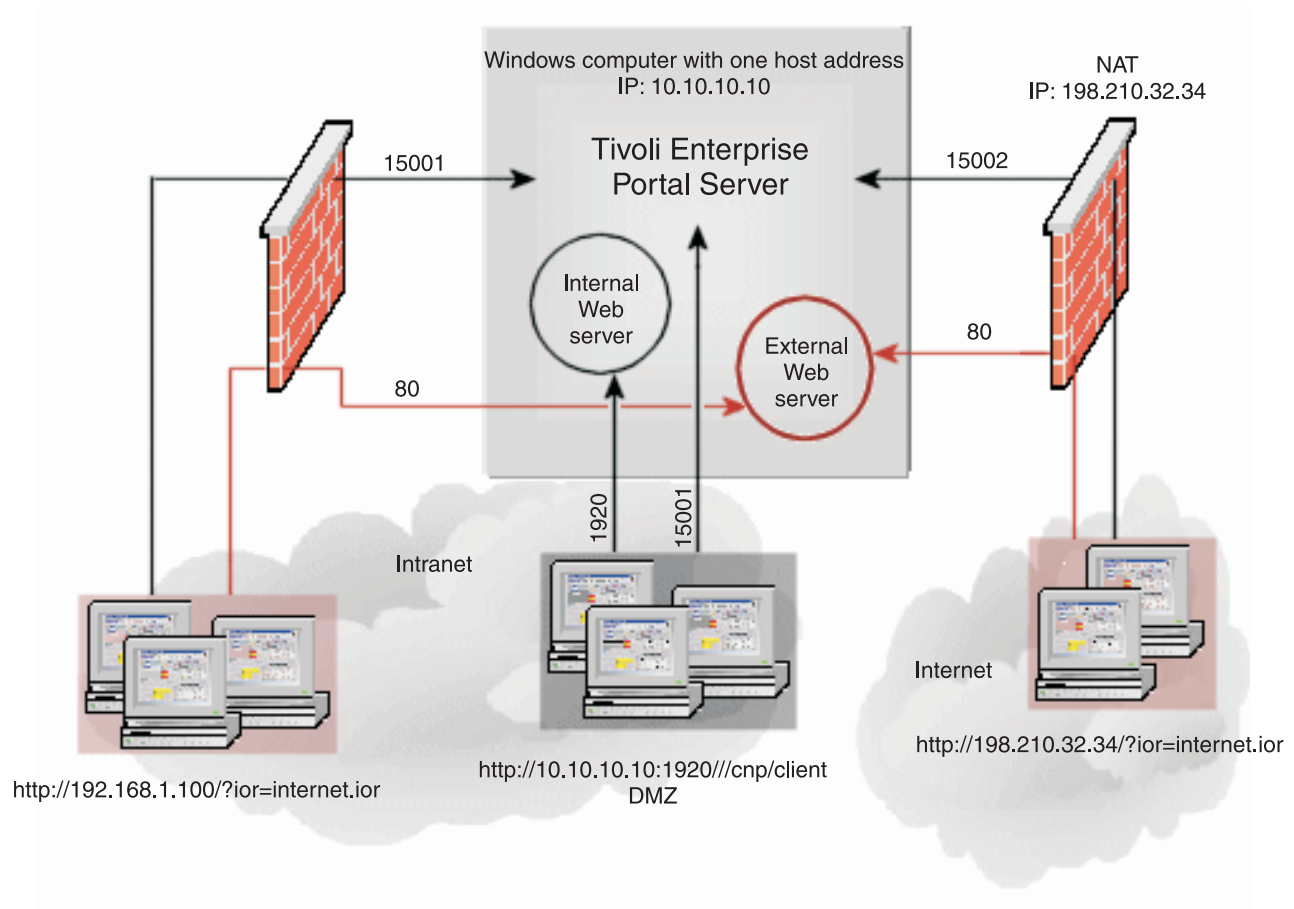 Windows computer with one host address
IP: 10.10.10.10
NAT
IP: 198.210.32.34
Tivoli Enterprise
Portal Server
15001
15002
Internal
Web
server
External
Web
server
80
80
1920
15001
Intranet
Internet
http://192.168.1.100/?ior=internet.ior
http://10.10.10.10:1920///cnp/client
DMZ
http://198.210.32.34/?ior=internet.ior